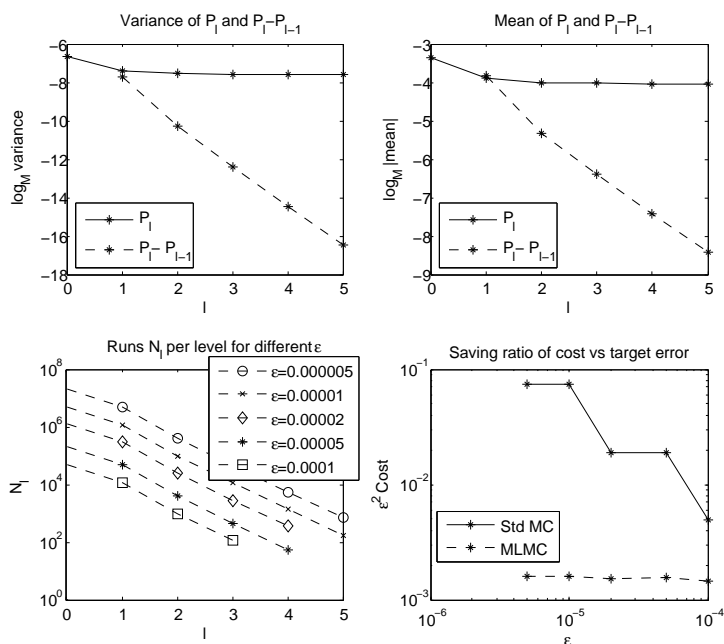 Variance of P_l and P_l−P_{l−1}
−6
−8
−10
−12
−14
−16
−18
log_M variance
P_l
P_l− P_{l−1}
0 1 2 3 4 5
l
Mean of P_l and P_l−P_{l−1}
−2
−3
−4
−5
−6
−7
−8
−9
log_M |mean|
P_l
P_l− P_{l−1}
0 1 2 3 4 5
l
Runs N_l per level for different ε
10^8
10^6
10^4
10^2
10^0
N_l
ε=0.000005
ε=0.00001
ε=0.00002
ε=0.00005
ε=0.0001
0 1 2 3 4 5
l
Saving ratio of cost vs target error
10^{−1}
10^{−2}
10^{−3}
ε^2 Cost
Std MC
MLMC
10^{−6} 10^{−5} 10^{−4}
ε